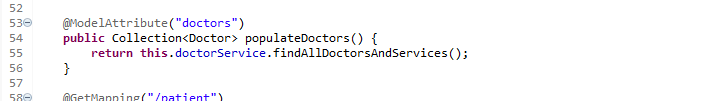 52
53 @ModelAttribute("doctors")
54 public Collection<Doctor> populateDoctors() {
55 return this.doctorService.findAllDoctorsAndServices();
56 }
57
58 @GetMapping("/patient")